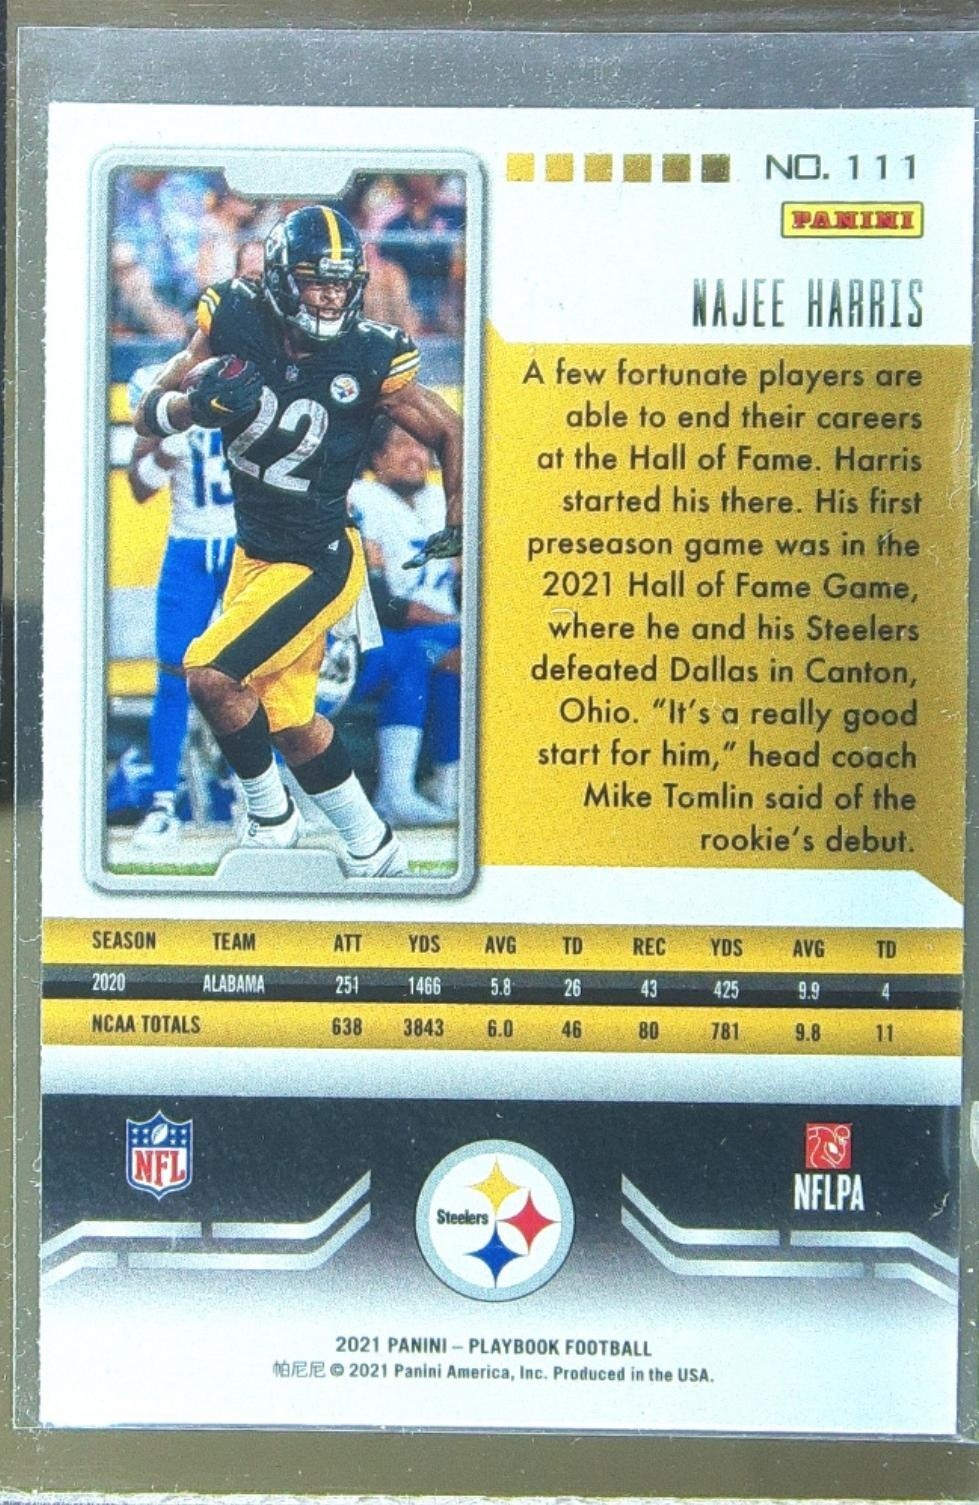 NO. 111
PANINI
NAJEE HARRIS
A few fortunate players are
able to end their careers
at the Hall of Fame. Harris
started his there. His first
preseason game was in the
2021 Hall of Fame Game,
where he and his Steelers
defeated Dallas in Canton,
Ohio. “It’s a really good
start for him,” head coach
Mike Tomlin said of the
rookie’s debut.
22
22
13
SEASON TEAM ATT YDS AVG TD REC YDS AVG TD
2020 ALABAMA 251 1466 5.8 26 43 425 9.9 4
NCAA TOTALS 638 3843 6.0 46 80 781 9.8 11
NFL
Steelers
NFLPA
2021 PANINI – PLAYBOOK FOOTBALL
帕尼尼 © 2021 Panini America, Inc. Produced in the USA.